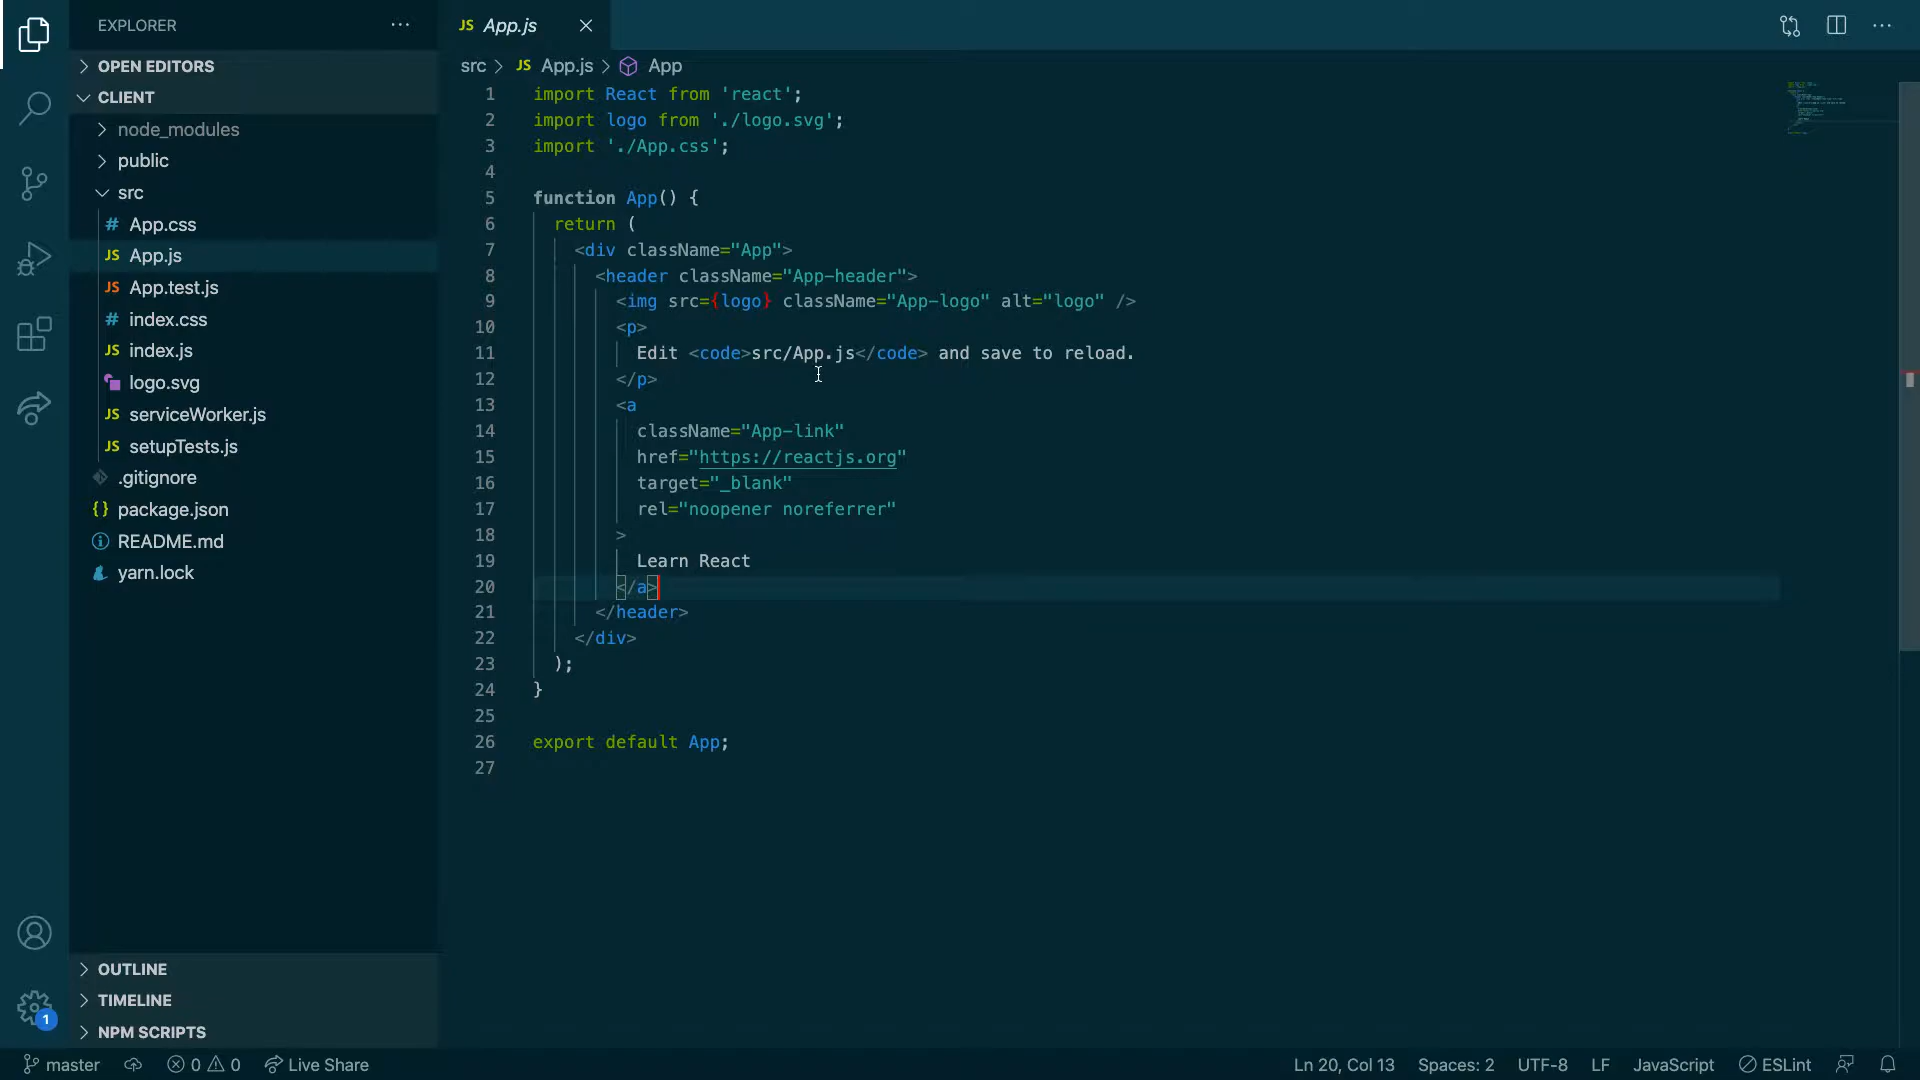 EXPLORER
OPEN EDITORS
CLIENT
node_modules
public
src
# App.css
JS App.js
JS App.test.js
# index.css
JS index.js
logo.svg
JS serviceWorker.js
JS setupTests.js
.gitignore
{} package.json
README.md
yarn.lock
OUTLINE
TIMELINE
NPM SCRIPTS
1
JS App.js
src > JS App.js > App
1 import React from 'react';
2 import logo from './logo.svg';
3 import './App.css';
4
5 function App() {
6 return (
7 <div className="App">
8 <header className="App-header">
9 <img src={logo} className="App-logo" alt="logo" />
10 <p>
11 Edit <code>src/App.js</code> and save to reload.
12 </p>
13 <a
14 className="App-link"
15 href="https://reactjs.org"
16 target="_blank"
17 rel="noopener noreferrer"
18 >
19 Learn React
20 </a>
21 </header>
22 </div>
23 );
24 }
25
26 export default App;
27
master 0 0 Live Share Ln 20, Col 13 Spaces: 2 UTF-8 LF JavaScript ESLint